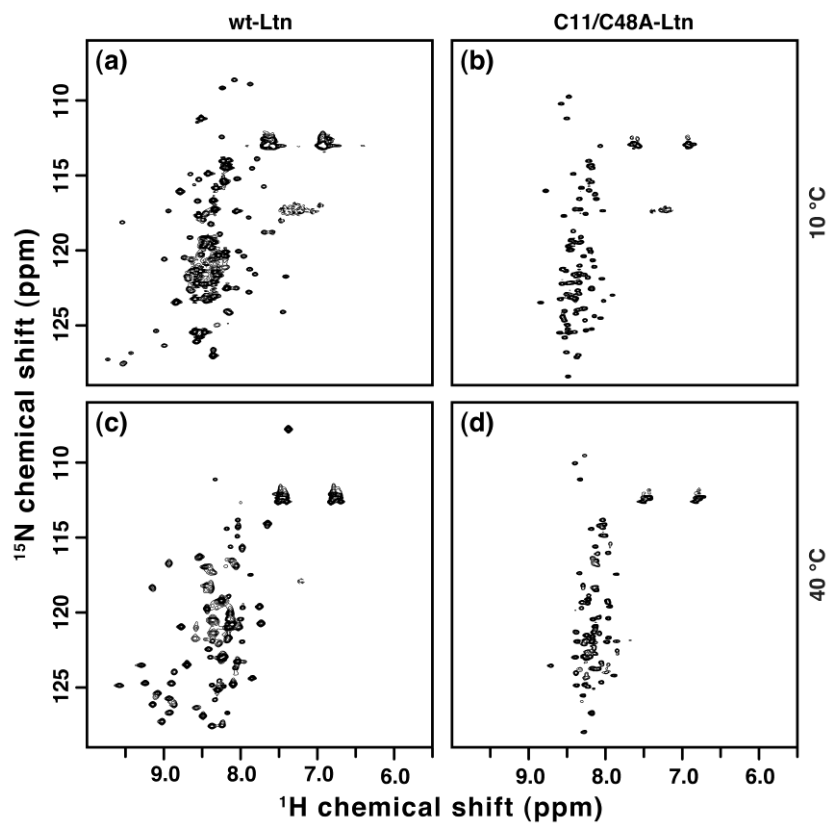 wt-Ltn
C11/C48A-Ltn
(a)
(b)
110
115
120
125
10 °C
(c)
(d)
110
115
120
125
40 °C
¹⁵N chemical shift (ppm)
9.0 8.0 7.0 6.0
9.0 8.0 7.0 6.0
¹H chemical shift (ppm)